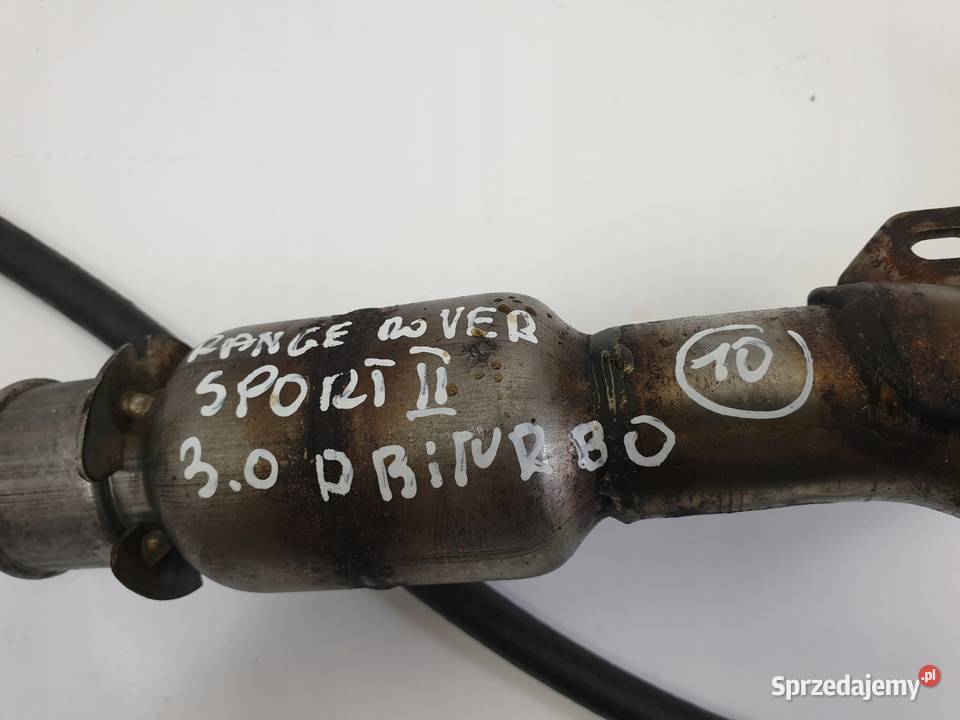 RANGE ROVER
SPORT II
3.0 D BiTURBO
10
Sprzedajemy.pl